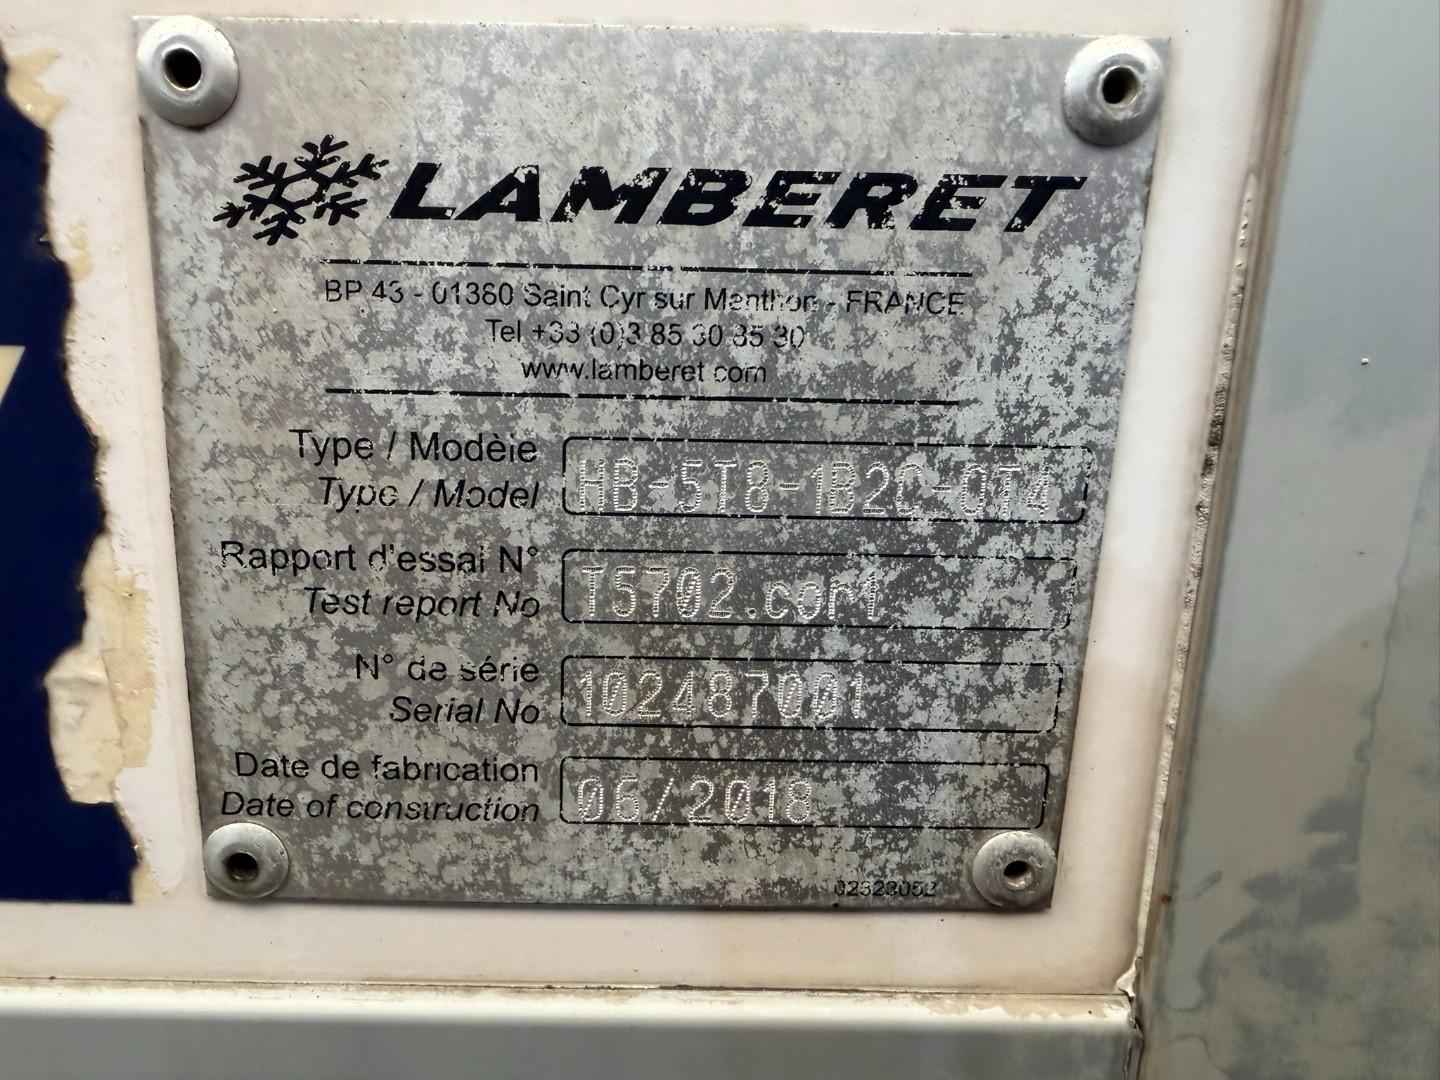 LAMBERET
BP 43 - 01380 Saint Cyr sur Menthon - FRANCE
Tel +33 (0)3 85 30 85 30
www.lamberet.com
Type / Modèle
Type / Model
HB-5T8-1B2C-OT4
Rapport d'essai N°
Test report No
T5702.cor1
N° de série
Serial No
102487001
Date de fabrication
Date of construction
06/2018